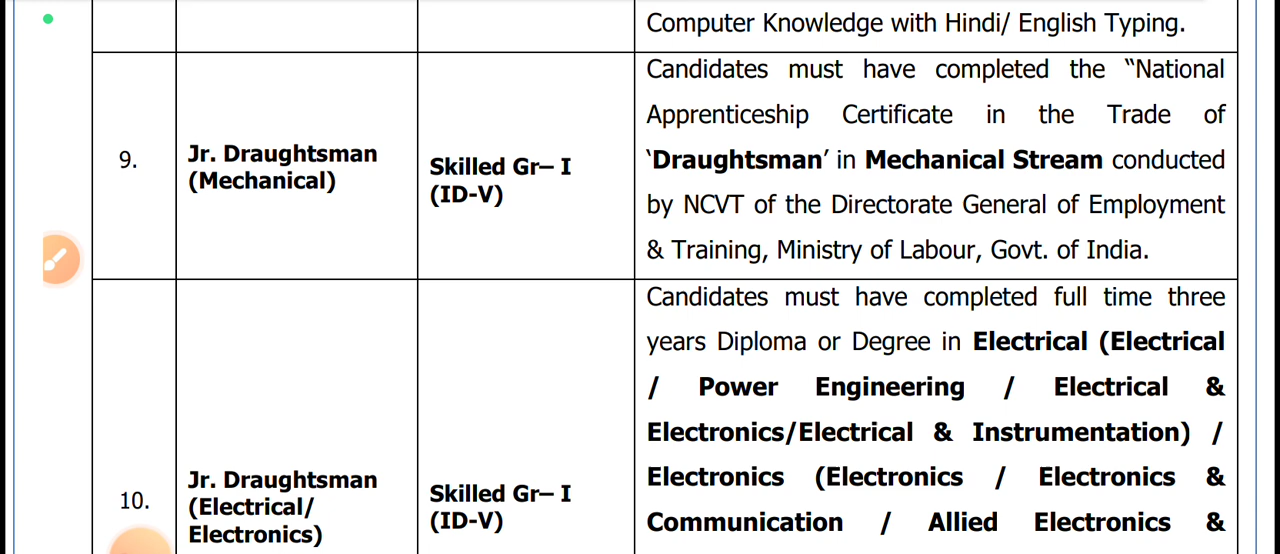 Computer Knowledge with Hindi/ English Typing.
9.
Jr. Draughtsman
(Mechanical)
Skilled Gr– I
(ID-V)
Candidates must have completed the “National
Apprenticeship Certificate in the Trade of
‘Draughtsman’ in Mechanical Stream conducted
by NCVT of the Directorate General of Employment
& Training, Ministry of Labour, Govt. of India.
10.
Jr. Draughtsman
(Electrical/
Electronics)
Skilled Gr– I
(ID-V)
Candidates must have completed full time three
years Diploma or Degree in Electrical (Electrical
/ Power Engineering / Electrical &
Electronics/Electrical & Instrumentation) /
Electronics (Electronics / Electronics &
Communication / Allied Electronics &